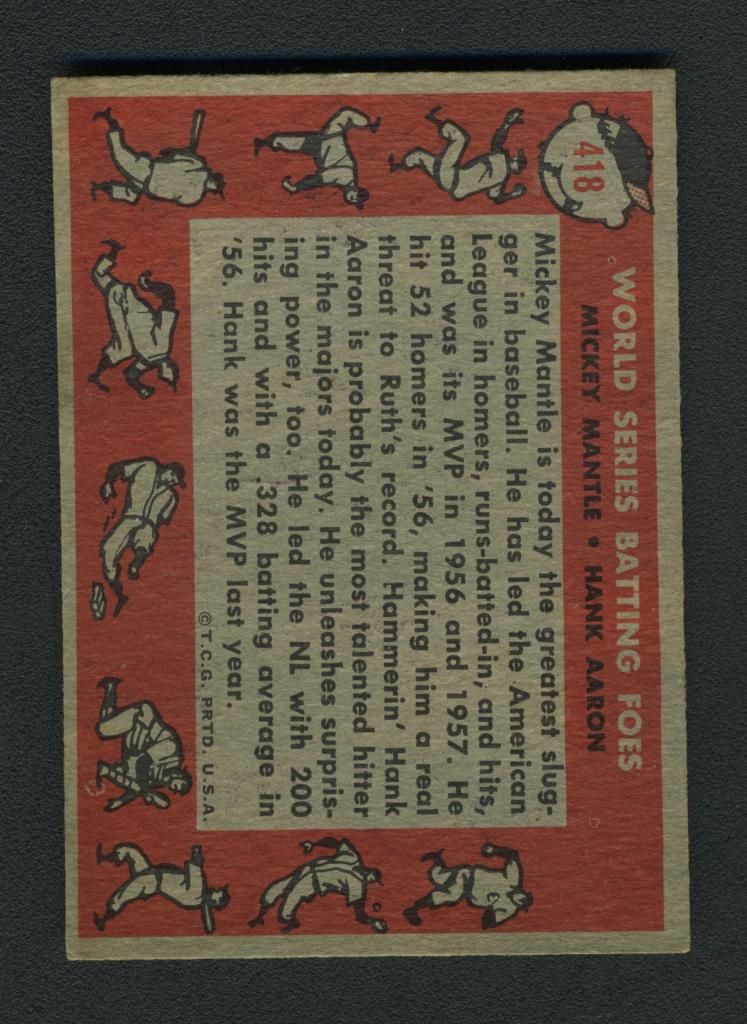 418
WORLD SERIES BATTING FOES
MICKEY MANTLE • HANK AARON
Mickey Mantle is today the greatest slug-
ger in baseball. He has led the American
League in homers, runs-batted-in, and hits,
and was its MVP in 1956 and 1957. He
hit 52 homers in '56, making him a real
threat to Ruth's record. Hammerin' Hank
Aaron is probably the most talented hitter
in the majors today. He unleashes surpris-
ing power, too. He led the NL with 200
hits and with a .328 batting average in
'56. Hank was the MVP last year.
©T.C.G. PRTD. U.S.A.